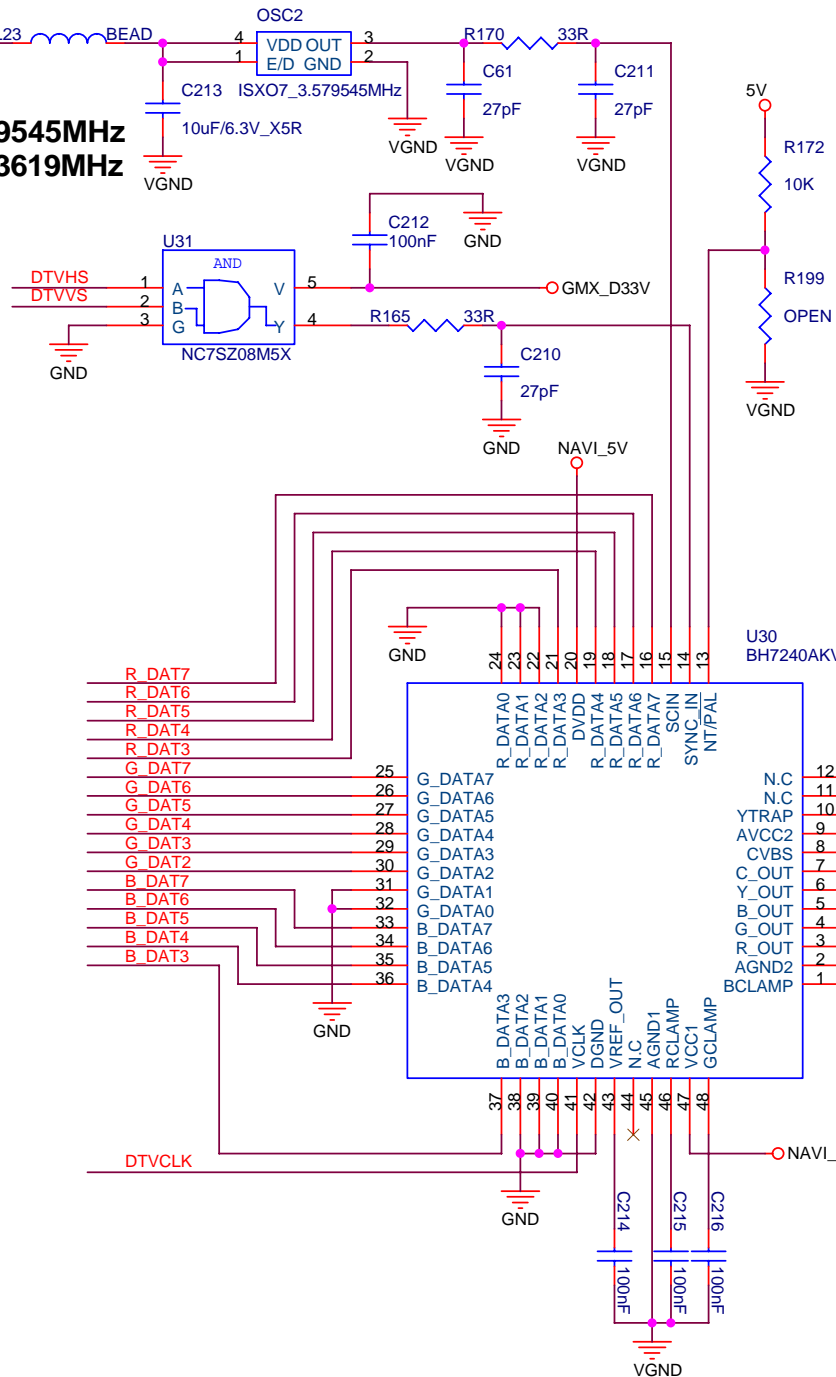 L23
BEAD
OSC2
4 VDD OUT 3
1 E/D GND 2
ISXO7_3.579545MHz
R170 33R
C213
10uF/6.3V_X5R
C61
27pF
C211
27pF
9545MHz
3619MHz
VGND
VGND
VGND
VGND
5V
R172
10K
R199
OPEN
VGND
C212
100nF
GND
U31
AND
DTVHS 1 A V 5 GMX_D33V
DTVVS 2 B
3 G Y 4 R165 33R
NC7SZ08M5X
GND
C210
27pF
GND
NAVI_5V
GND
U30
BH7240AKV
24 23 22 21 20 19 18 17 16 15 14 13
R_DATA0
R_DATA1
R_DATA2
R_DATA3
DVDD
R_DATA4
R_DATA5
R_DATA6
R_DATA7
SCIN
SYNC_IN
NT/PAL
R_DAT7
R_DAT6
R_DAT5
R_DAT4
R_DAT3
G_DAT7 25 G_DATA7
G_DAT6 26 G_DATA6
G_DAT5 27 G_DATA5
G_DAT4 28 G_DATA4
G_DAT3 29 G_DATA3
G_DAT2 30 G_DATA2
B_DAT7 31 G_DATA1
B_DAT6 32 G_DATA0
B_DAT5 33 B_DATA7
B_DAT4 34 B_DATA6
B_DAT3 35 B_DATA5
36 B_DATA4
N.C 12
N.C 11
YTRAP 10
AVCC2 9
CVBS 8
C_OUT 7
Y_OUT 6
B_OUT 5
G_OUT 4
R_OUT 3
AGND2 2
BCLAMP 1
GND
B_DATA3
B_DATA2
B_DATA1
B_DATA0
VCLK
DGND
VREF_OUT
N.C
AGND1
RCLAMP
VCC1
GCLAMP
37 38 39 40 41 42 43 44 45 46 47 48
DTVCLK
GND
NAVI_
C214
100nF
C215
100nF
C216
100nF
VGND